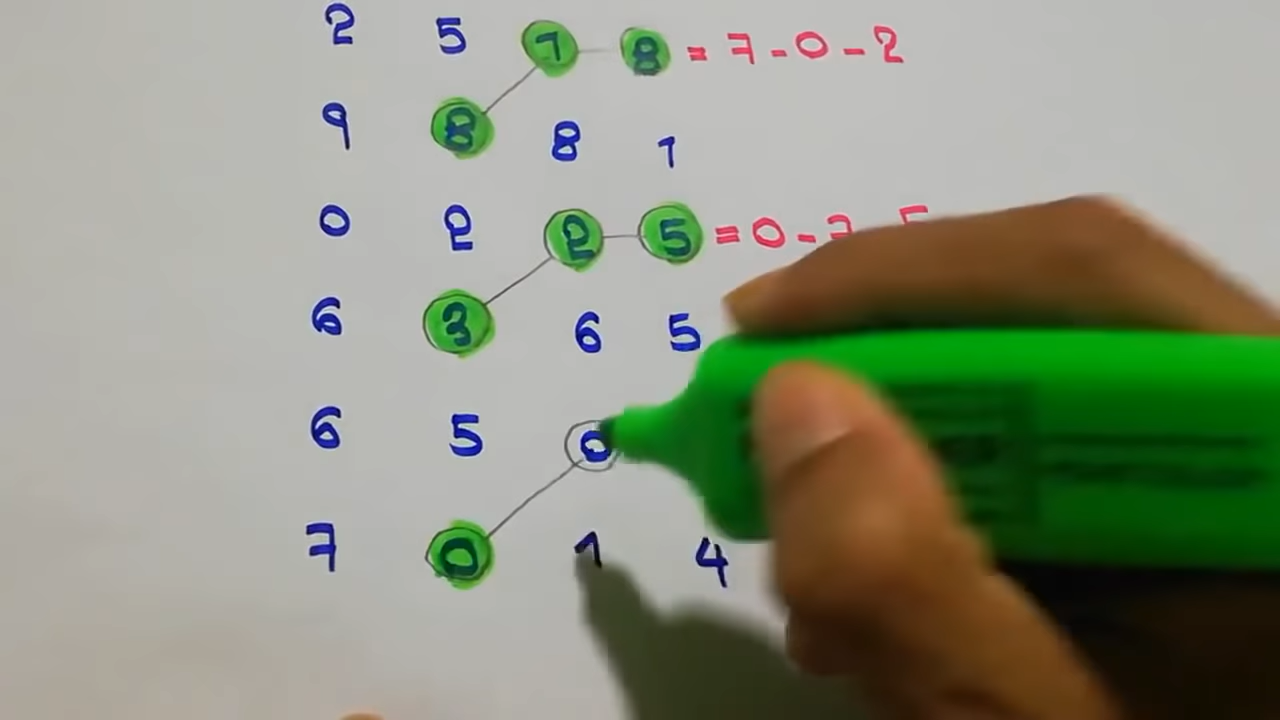 2 5 7 8 = 7 - 0 - 2
9 8 8 1
0 2 2 5 = 0 - 
6 3 6 5
6 5 0
7 0 1 4